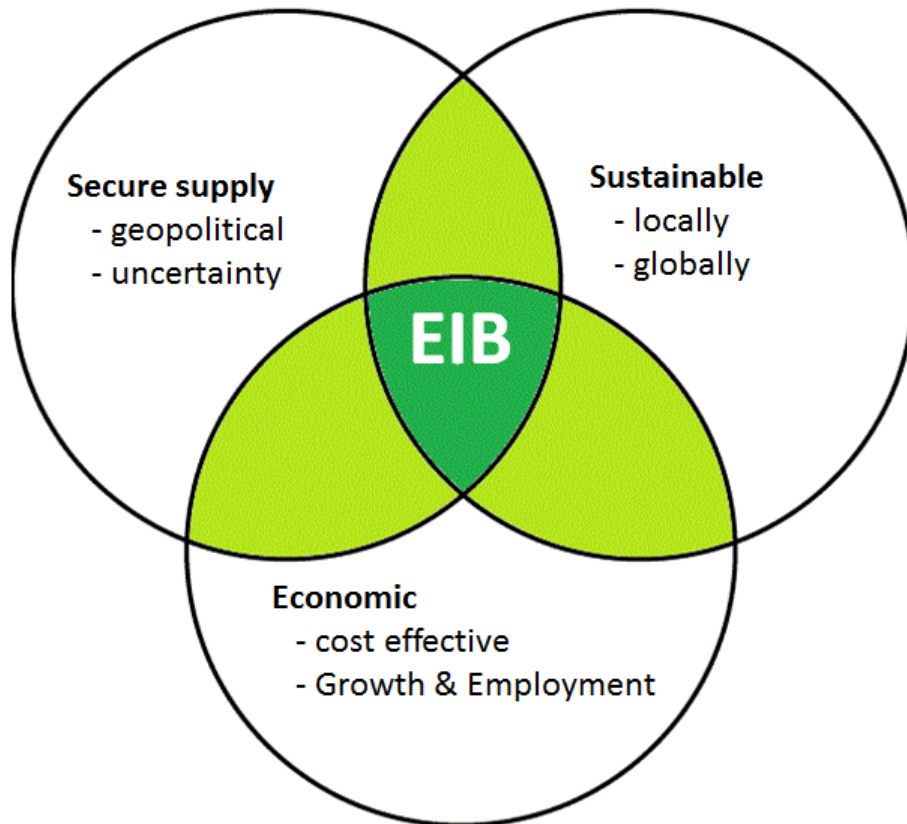 Secure supply
- geopolitical
- uncertainty
Sustainable
- locally
- globally
EIB
Economic
- cost effective
- Growth & Employment